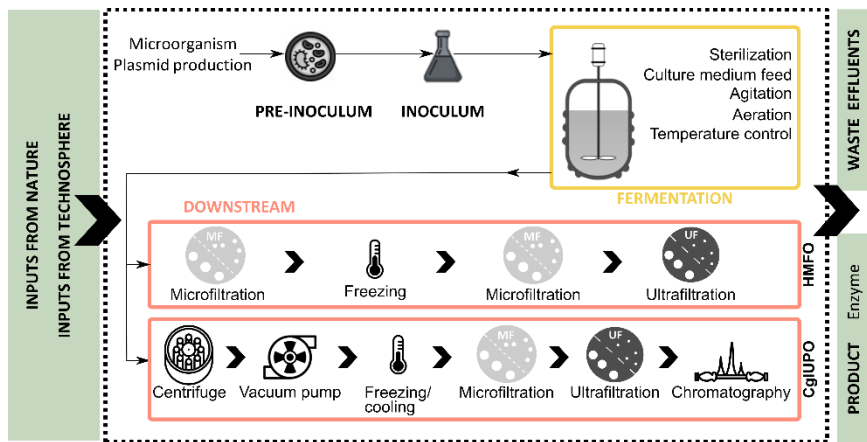 INPUTS FROM NATURE
INPUTS FROM TECHNOSPHERE
Microorganism
Plasmid production
PRE-INOCULUM
INOCULUM
Sterilization
Culture medium feed
Agitation
Aeration
Temperature control
FERMENTATION
DOWNSTREAM
MF
Microfiltration
Freezing
MF
Microfiltration
UF
Ultrafiltration
HMFO
Centrifuge
Vacuum pump
Freezing/
cooling
MF
Microfiltration
UF
Ultrafiltration
Chromatography
CglUPO
WASTE EFFLUENTS
PRODUCT Enzyme